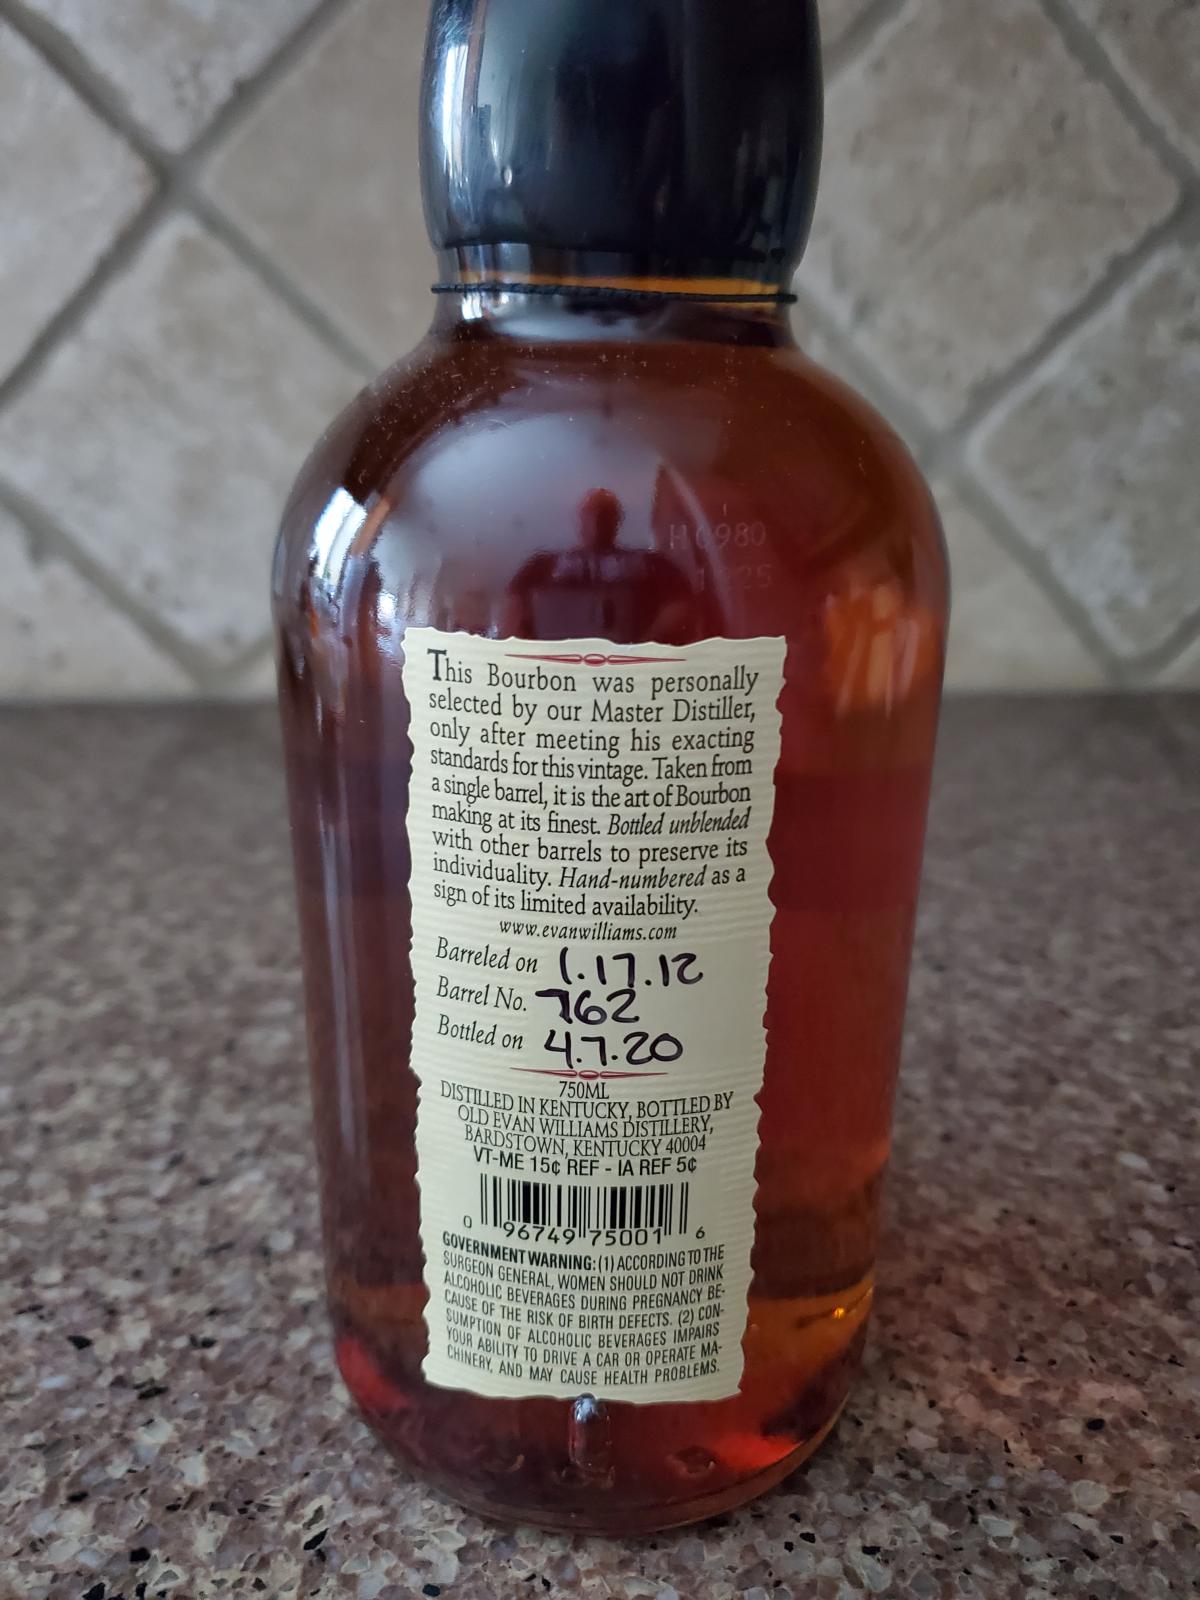 H0980
This Bourbon was personally
selected by our Master Distiller,
only after meeting his exacting
standards for this vintage. Taken from
a single barrel, it is the art of Bourbon
making at its finest. Bottled unblended
with other barrels to preserve its
individuality. Hand-numbered as a
sign of its limited availability.
www.evanwilliams.com
Barreled on 1.17.12
Barrel No. 762
Bottled on 4.7.20
750ML
DISTILLED IN KENTUCKY, BOTTLED BY
OLD EVAN WILLIAMS DISTILLERY,
BARDSTOWN, KENTUCKY 40004
VT-ME 15¢ REF - IA REF 5¢
0 96749 75001 6
GOVERNMENT WARNING: (1) ACCORDING TO THE
SURGEON GENERAL, WOMEN SHOULD NOT DRINK
ALCOHOLIC BEVERAGES DURING PREGNANCY BE-
CAUSE OF THE RISK OF BIRTH DEFECTS. (2) CON-
SUMPTION OF ALCOHOLIC BEVERAGES IMPAIRS
YOUR ABILITY TO DRIVE A CAR OR OPERATE MA-
CHINERY, AND MAY CAUSE HEALTH PROBLEMS.